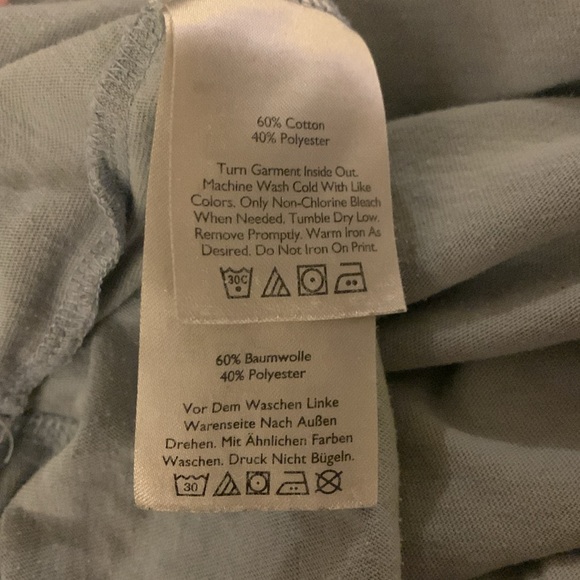 60% Cotton
40% Polyester
Turn Garment Inside Out.
Machine Wash Cold With Like
Colors. Only Non-Chlorine Bleach
When Needed. Tumble Dry Low.
Remove Promptly. Warm Iron As
Desired. Do Not Iron On Print.
30C
60% Baumwolle
40% Polyester
Vor Dem Waschen Linke
Warenseite Nach Außen
Drehen. Mit Ähnlichen Farben
Waschen. Druck Nicht Bügeln.
30